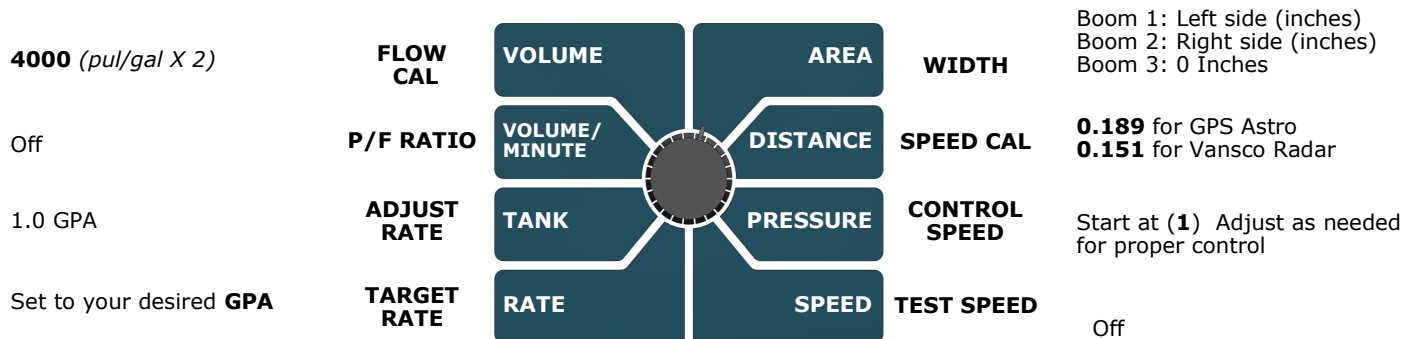 4000 (pul/gal X 2)
FLOW
CAL
VOLUME
AREA
WIDTH
Boom 1: Left side (inches)
Boom 2: Right side (inches)
Boom 3: 0 Inches
Off
P/F RATIO
VOLUME/
MINUTE
DISTANCE
SPEED CAL
0.189 for GPS Astro
0.151 for Vansco Radar
1.0 GPA
ADJUST
RATE
TANK
PRESSURE
CONTROL
SPEED
Start at (1) Adjust as needed
for proper control
Set to your desired GPA
TARGET
RATE
RATE
SPEED
TEST SPEED
Off